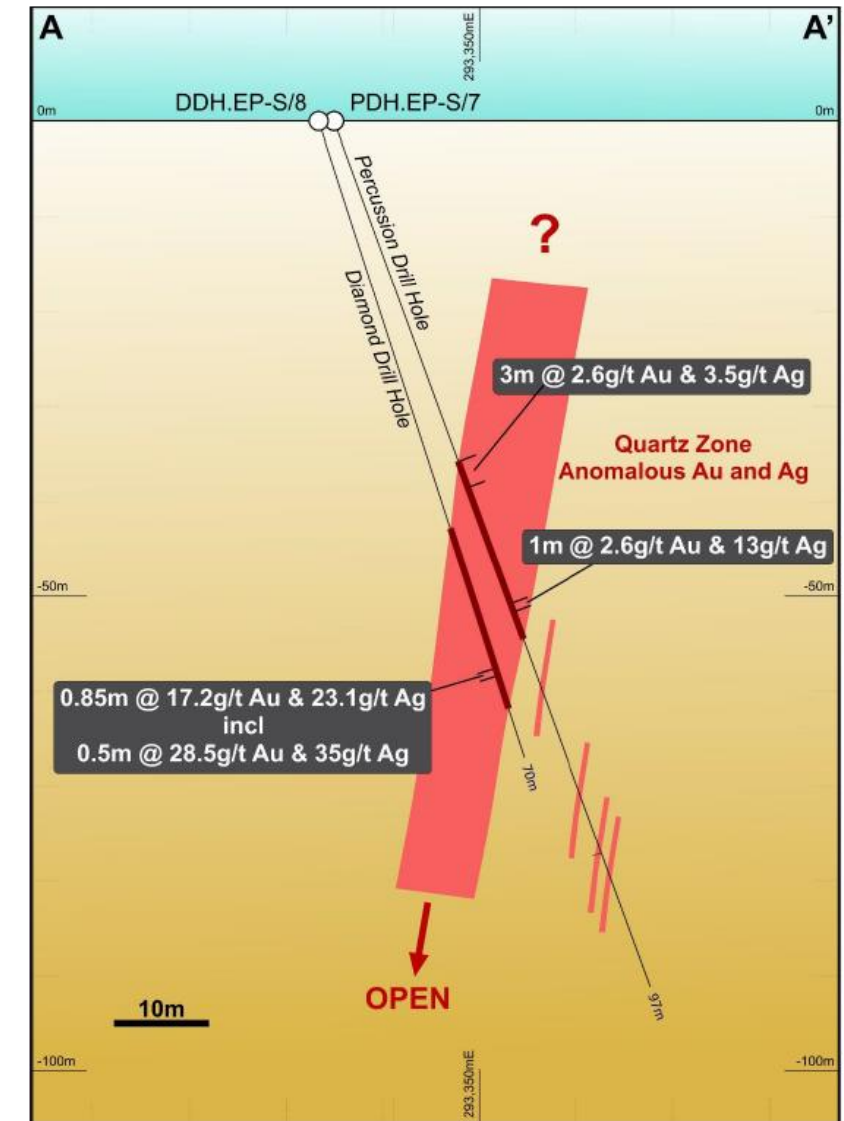 A
A'
293,350mE
DDH.EP-S/8
PDH.EP-S/7
0m
0m
Percussion Drill Hole
Diamond Drill Hole
?
3m @ 2.6g/t Au & 3.5g/t Ag
Quartz Zone
Anomalous Au and Ag
1m @ 2.6g/t Au & 13g/t Ag
-50m
-50m
0.85m @ 17.2g/t Au & 23.1g/t Ag
incl
0.5m @ 28.5g/t Au & 35g/t Ag
70m
OPEN
97m
10m
-100m
-100m
293,350mE